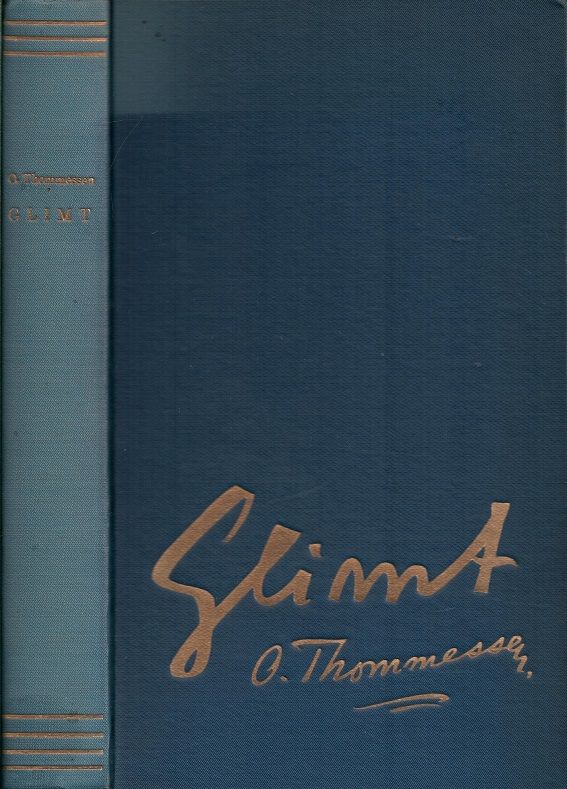 O. Thommessen
GLIMT
Glimt
O. Thommessen.